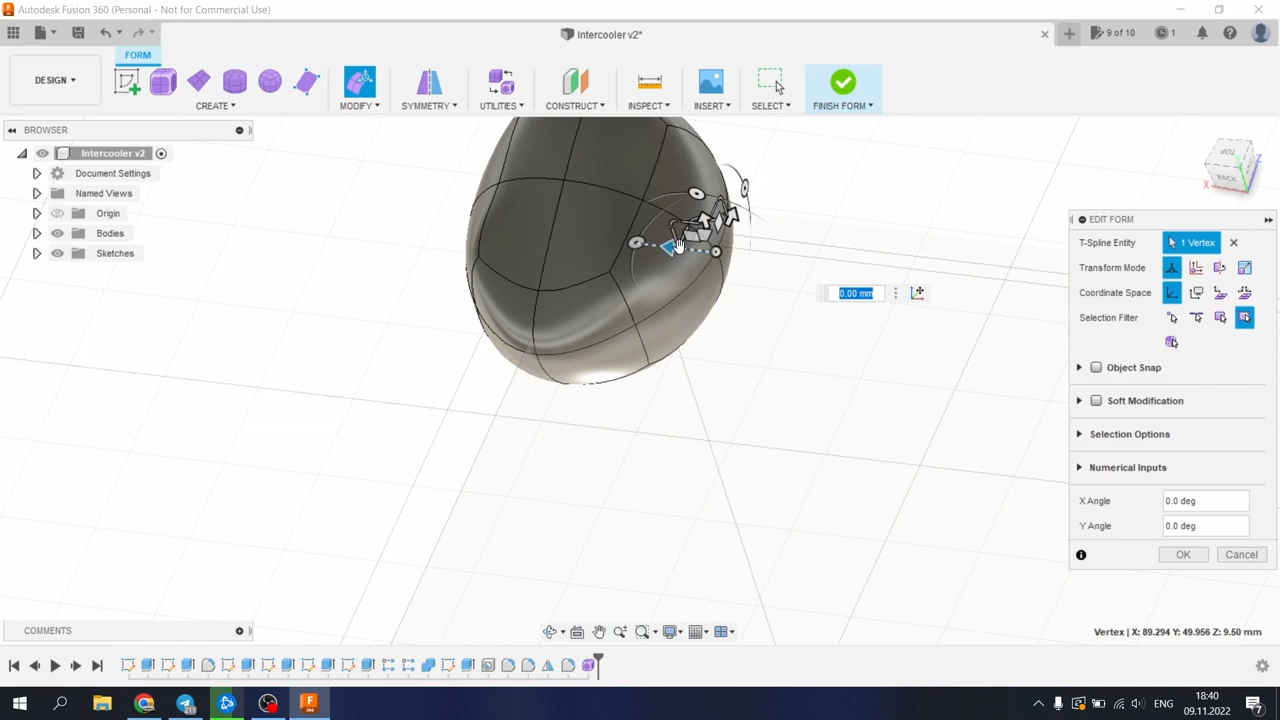 Autodesk Fusion 360 (Personal - Not for Commercial Use)
Intercooler v2*
9 of 10
1
FORM
DESIGN
CREATE
MODIFY
SYMMETRY
UTILITIES
CONSTRUCT
INSPECT
INSERT
SELECT
FINISH FORM
BROWSER
Intercooler v2
Document Settings
Named Views
Origin
Bodies
Sketches
TOP
BACK
X
Z
0.00 mm
EDIT FORM
T-Spline Entity
1 Vertex
Transform Mode
Coordinate Space
Selection Filter
Object Snap
Soft Modification
Selection Options
Numerical Inputs
X Angle
0.0 deg
Y Angle
0.0 deg
OK
Cancel
COMMENTS
Vertex | X: 89.294 Y: 49.956 Z: 9.50 mm
ENG
18:40
09.11.2022
7